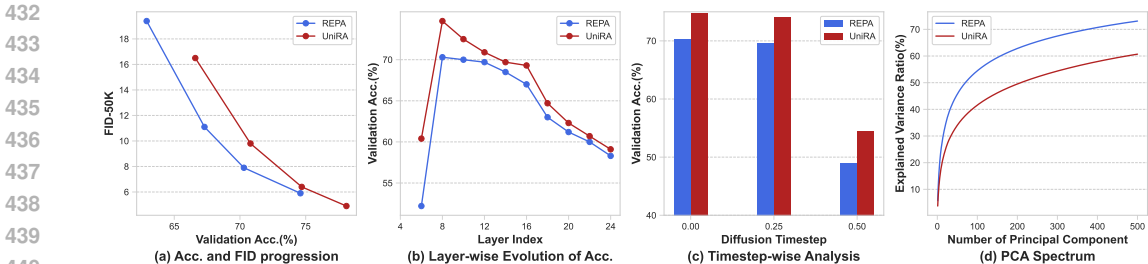 432
433
434
435
436
437
438
439
REPA
UniRA
FID-50K
18
16
14
12
10
8
6
65
70
75
Validation Acc.(%)
(a) Acc. and FID progression
REPA
UniRA
Validation Acc.(%)
70
65
60
55
4
8
12
16
20
24
Layer Index
(b) Layer-wise Evolution of Acc.
REPA
UniRA
Validation Acc.(%)
70
60
50
40
0.00
0.25
0.50
Diffusion Timestep
(c) Timestep-wise Analysis
REPA
UniRA
Explained Variance Ratio(%)
70
60
50
40
30
20
10
0
100
200
300
400
500
Number of Principal Component
(d) PCA Spectrum